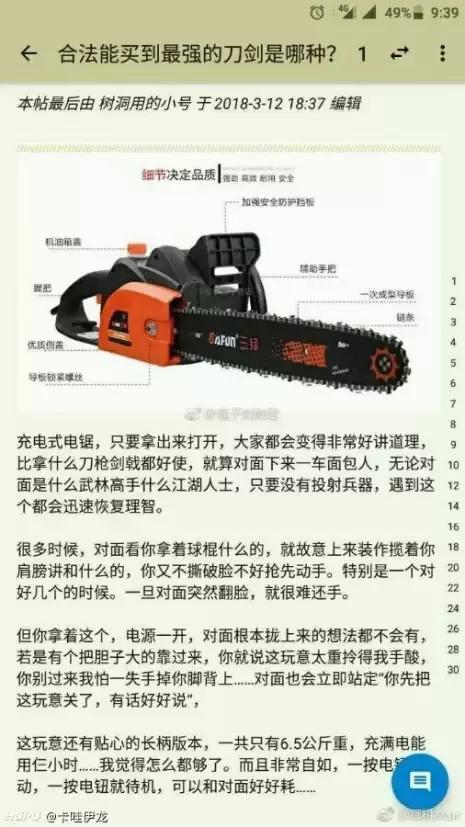 4G 49% 9:39
合法能买到最强的刀剑是哪种？ 1
本帖最后由 树洞用的小号 于 2018-3-12 18:37 编辑
细节决定品质
强劲 高效 耐用 安全
加强安全防护挡板
机油箱盖
辅助手把
握把
一次成型导板
链条
优质侧盖
SAFUN 三锋
导板锁紧螺丝
充电式电锯，只要拿出来打开，大家都会变得非常好讲道理，
比拿什么刀枪剑戟都好使，就算对面下来一车面包人，无论对
面是什么武林高手什么江湖人士，只要没有投射兵器，遇到这
个都会迅速恢复理智。
很多时候，对面看你拿着球棍什么的，就故意上来装作揽着你
肩膀讲和什么的，你又不撕破脸不好抢先动手。特别是一个对
好几个的时候。一旦对面突然翻脸，就很难还手。
但你拿着这个，电源一开，对面根本拢上来的想法都不会有，
若是有个把胆子大的靠过来，你就说这玩意太重拎得我手酸，
你别过来我怕一失手掉你脚背上……对面也会立即站定“你先把
这玩意关了，有话好好说”，
这玩意还有贴心的长柄版本，一共只有6.5公斤重，充满电能
用仨小时……我觉得怎么都够了。而且非常自如，一按电钮
动，一按电钮就待机，可以和对面好好耗……
1
2
3
4
5
6
7
8
9
10
12
14
16
18
20
22
24
26
28
30
HUPU @卡哇伊龙